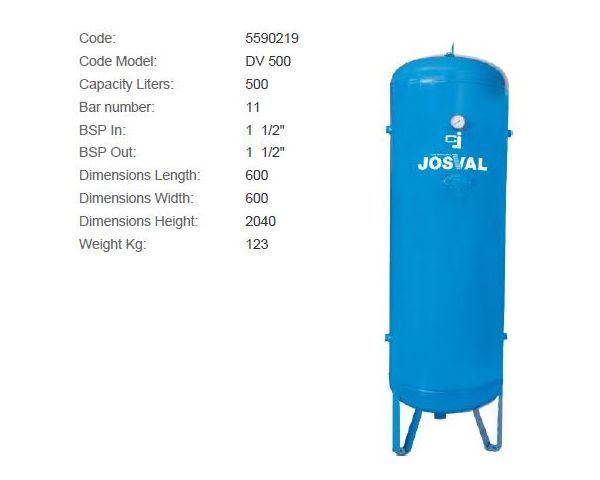 Code: 5590219
Code Model: DV 500
Capacity Liters: 500
Bar number: 11
BSP In: 1 1/2"
BSP Out: 1 1/2"
Dimensions Length: 600
Dimensions Width: 600
Dimensions Height: 2040
Weight Kg: 123
JOSVAL